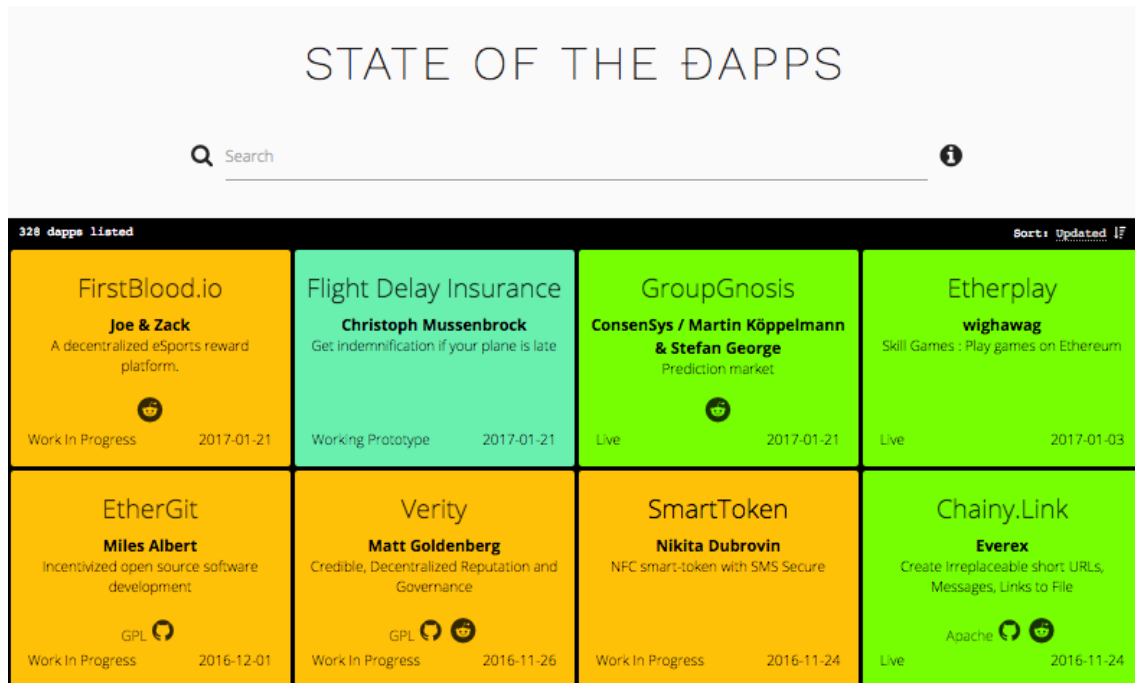 STATE OF THE ÐAPPS
Search
328 dapps listed
Sort: Updated
FirstBlood.io
Joe & Zack
A decentralized eSports reward
platform.
Work In Progress 2017-01-21
Flight Delay Insurance
Christoph Mussenbrock
Get indemnification if your plane is late
Working Prototype 2017-01-21
GroupGnosis
ConsenSys / Martin Köppelmann
& Stefan George
Prediction market
Live 2017-01-21
Etherplay
wighawag
Skill Games : Play games on Ethereum
Live 2017-01-03
EtherGit
Miles Albert
Incentivized open source software
development
GPL
Work In Progress 2016-12-01
Verity
Matt Goldenberg
Credible, Decentralized Reputation and
Governance
GPL
Work In Progress 2016-11-26
SmartToken
Nikita Dubrovin
NFC smart-token with SMS Secure
Work In Progress 2016-11-24
Chainy.Link
Everex
Create Irreplaceable short URLs,
Messages, Links to File
Apache
Live 2016-11-24